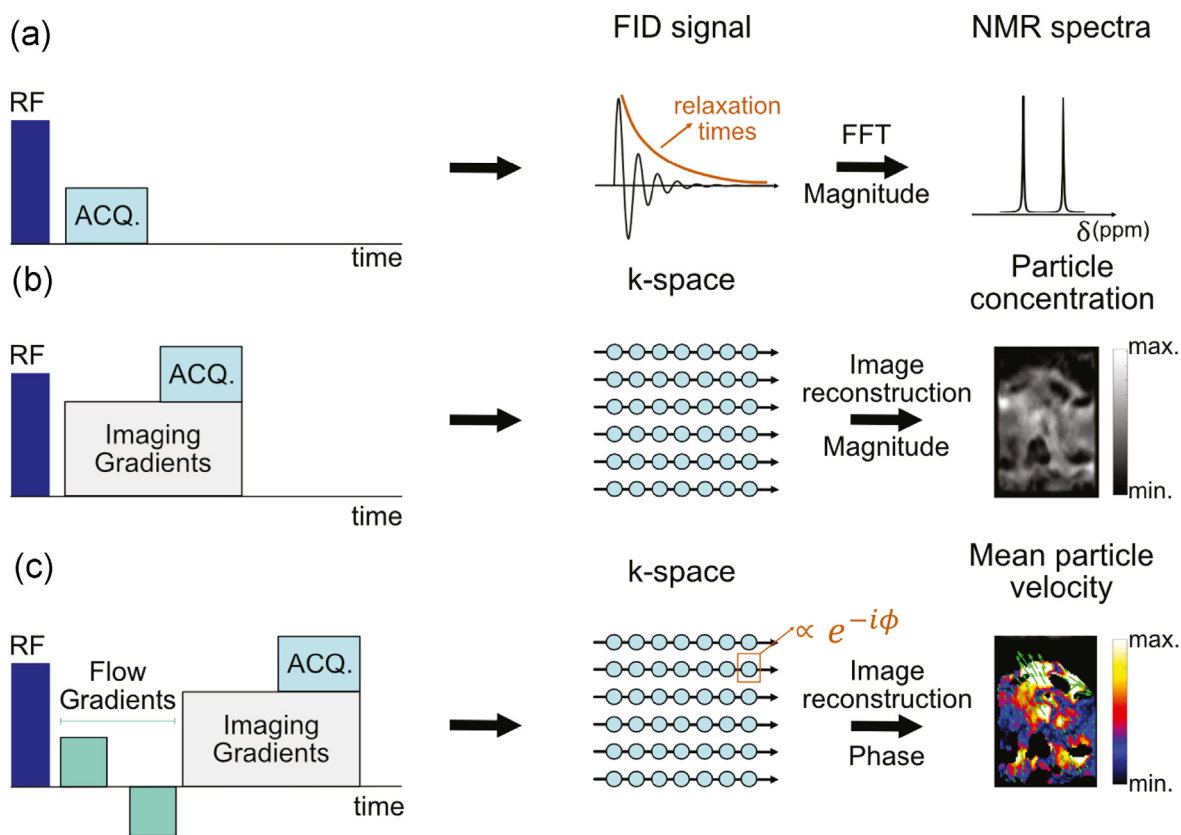 (a)
FID signal
NMR spectra
RF
relaxation
times
FFT
Magnitude
ACQ.
time
δ(ppm)
(b)
k-space
Particle
concentration
RF
ACQ.
Imaging
Gradients
time
Image
reconstruction
Magnitude
max.
min.
(c)
k-space
Mean particle
velocity
RF
Flow
Gradients
ACQ.
Imaging
Gradients
time
∝ e^{-iϕ}
Image
reconstruction
Phase
max.
min.